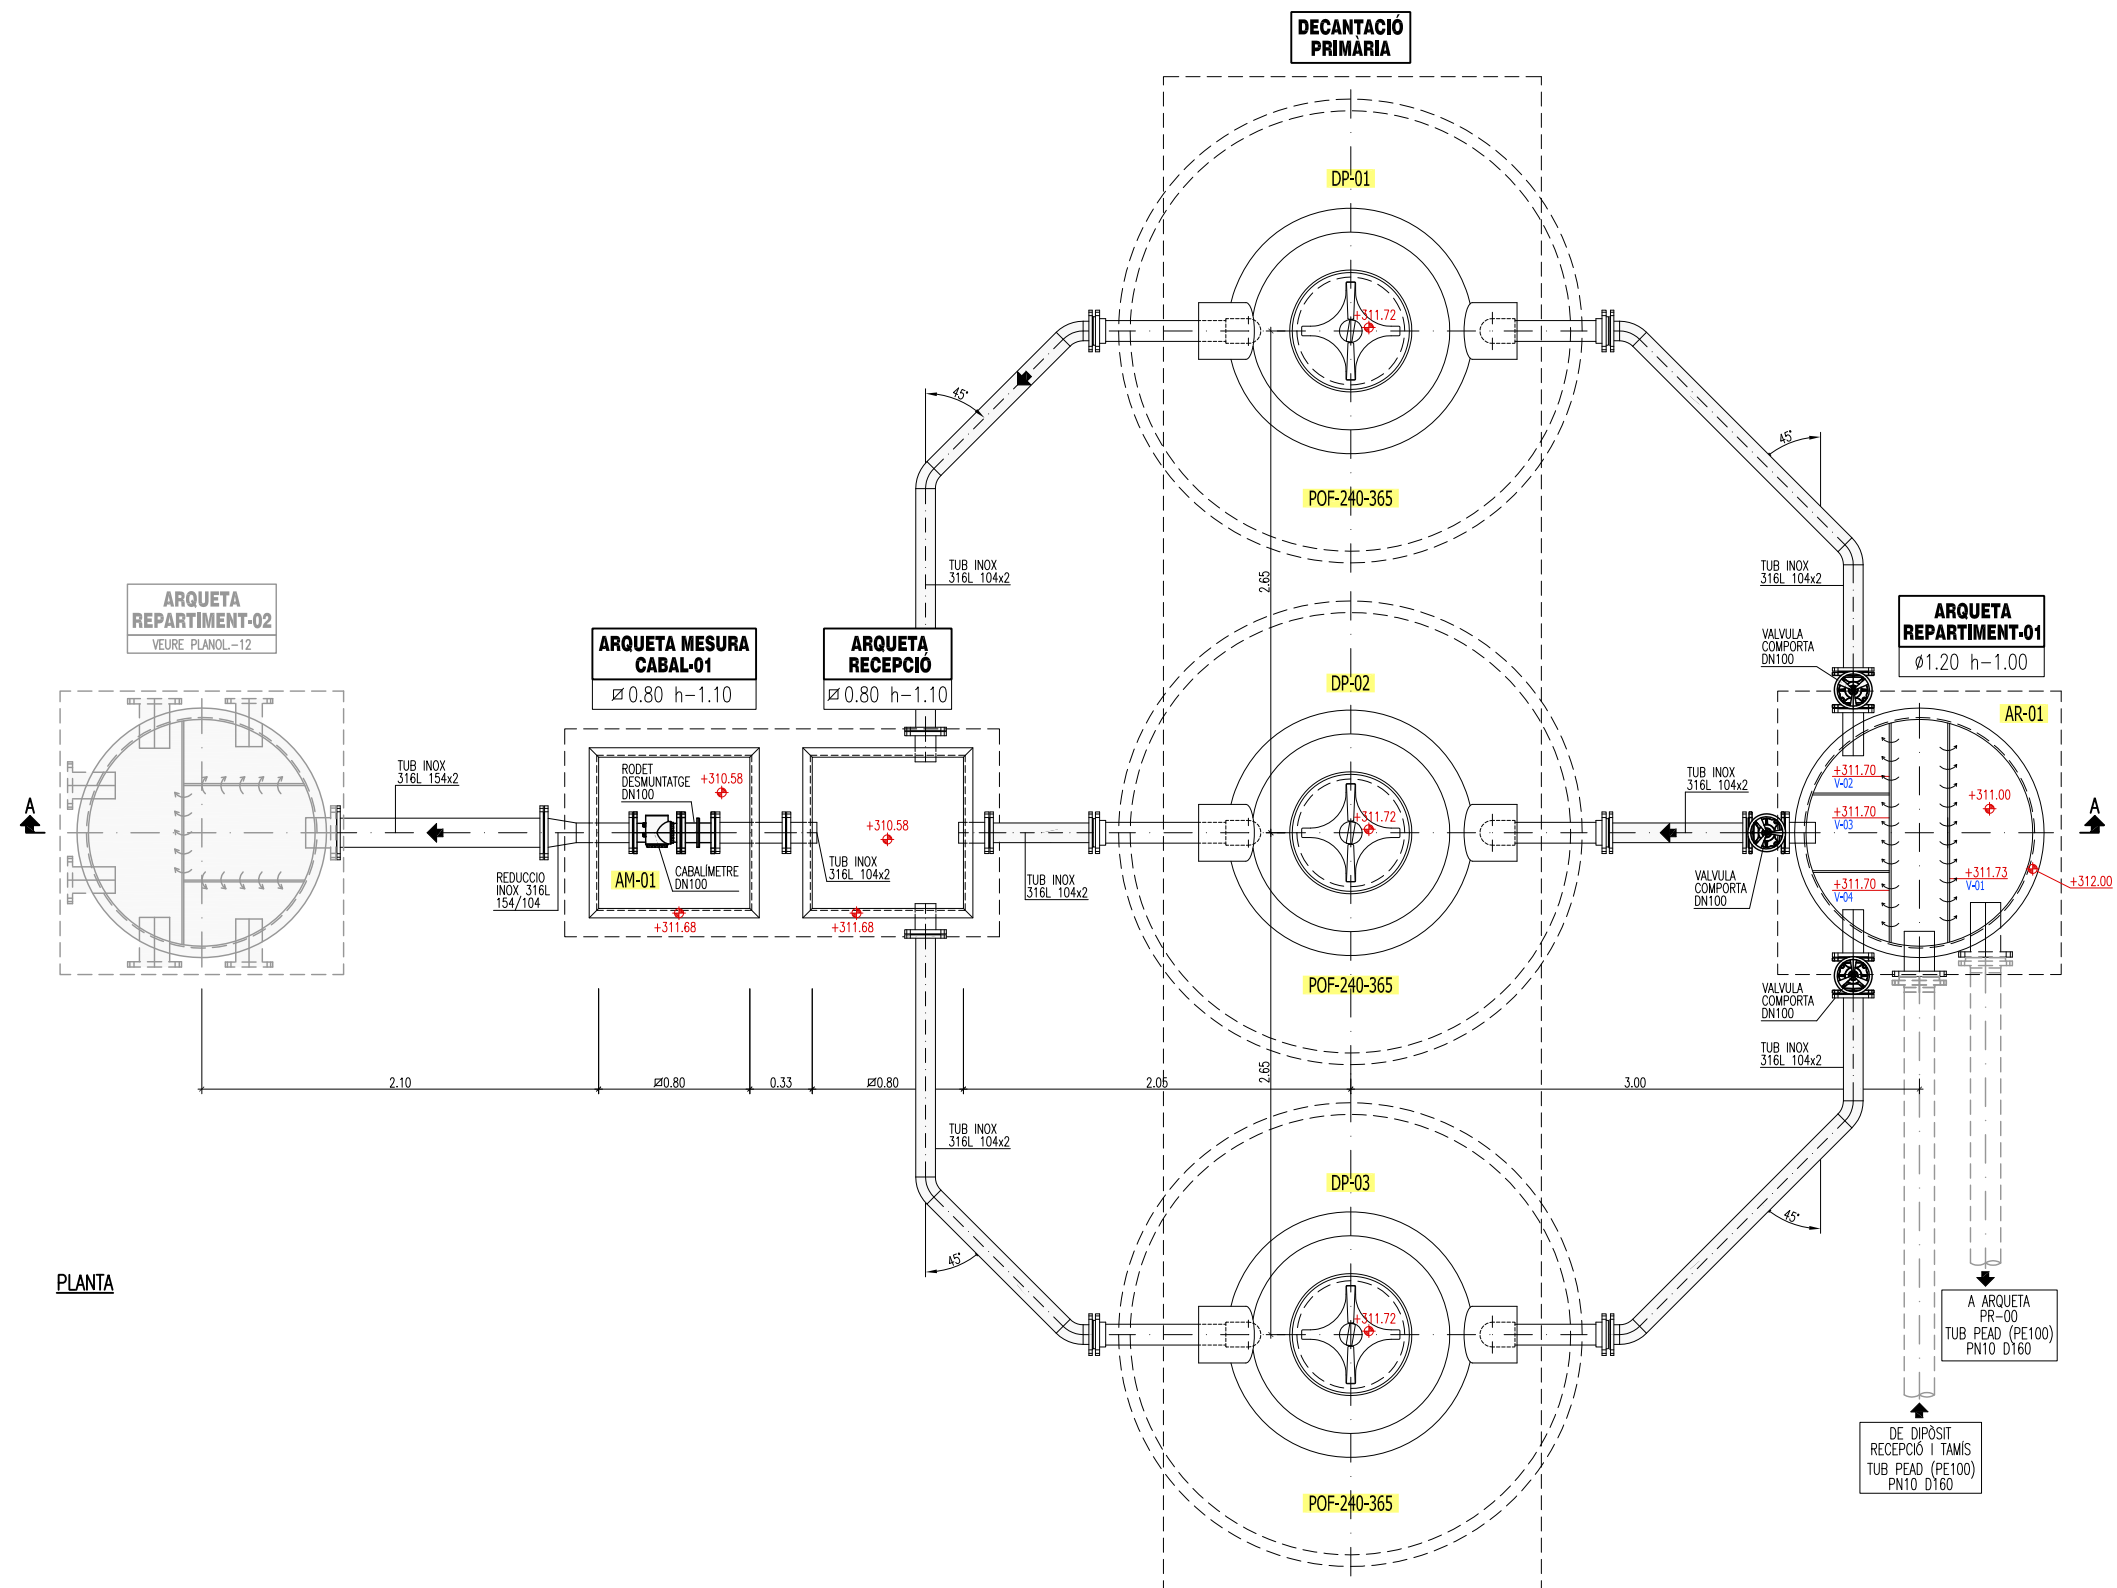 DECANTACIÓ
PRIMÀRIA
DP-01
+311.72
45°
45°
POF-240-365
TUB INOX
316L 104x2
2.65
TUB INOX
316L 104x2
ARQUETA
REPARTIMENT-02
VEURE PLANOL.-12
ARQUETA MESURA
CABAL-01
⌀0.80 h-1.10
ARQUETA
RECEPCIÓ
⌀0.80 h-1.10
ARQUETA
REPARTIMENT-01
ø1.20 h-1.00
VALVULA
COMPORTA
DN100
DP-02
AR-01
TUB INOX
316L 154x2
RODET
DESMUNTATGE
DN100
+310.58
+310.58
+311.72
TUB INOX
316L 104x2
+311.70
V-02
+311.00
+311.70
V-03
A
A
REDUCCIO
INOX 316L
154/104
AM-01
CABALÍMETRE
DN100
TUB INOX
316L 104x2
TUB INOX
316L 104x2
VALVULA
COMPORTA
DN100
+311.70
V-04
+311.73
V-01
+312.00
+311.68
+311.68
POF-240-365
VALVULA
COMPORTA
DN100
TUB INOX
316L 104x2
2.10
⌀0.80
0.33
⌀0.80
2.05
2.65
3.00
TUB INOX
316L 104x2
DP-03
45°
45°
PLANTA
+311.72
A ARQUETA
PR-00
TUB PEAD (PE100)
PN10 D160
DE DIPÒSIT
RECEPCIÓ I TAMÍS
TUB PEAD (PE100)
PN10 D160
POF-240-365